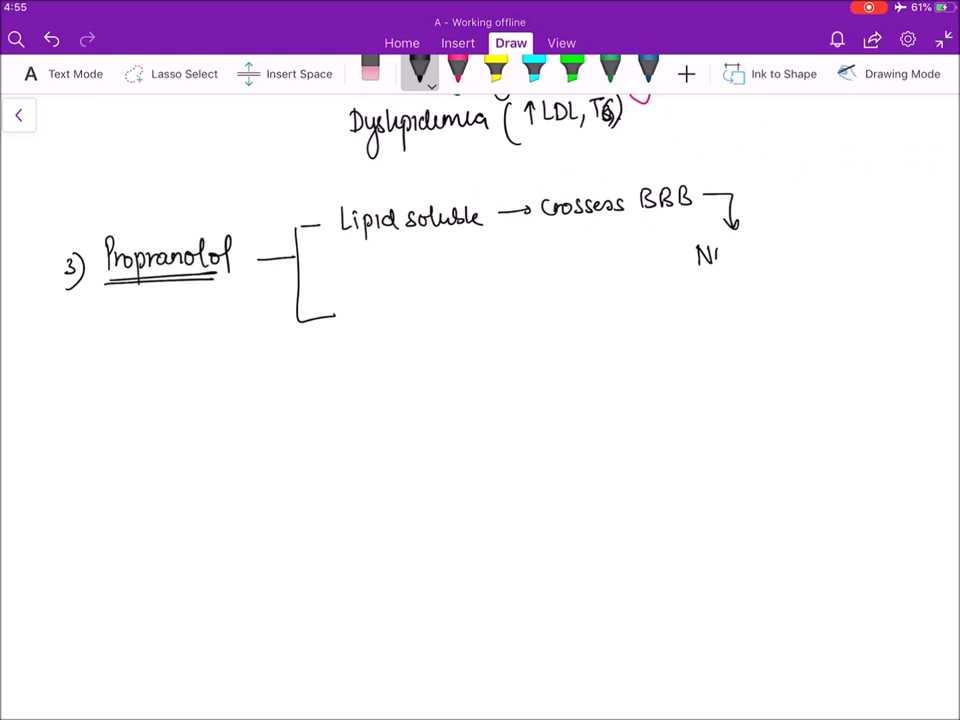 4:55
61%
A - Working offline
Home Insert Draw View
A Text Mode Lasso Select Insert Space Ink to Shape Drawing Mode
Dyslipidemia (↑LDL, TG)
Lipid soluble → Crossess BBB
3) Propranolol